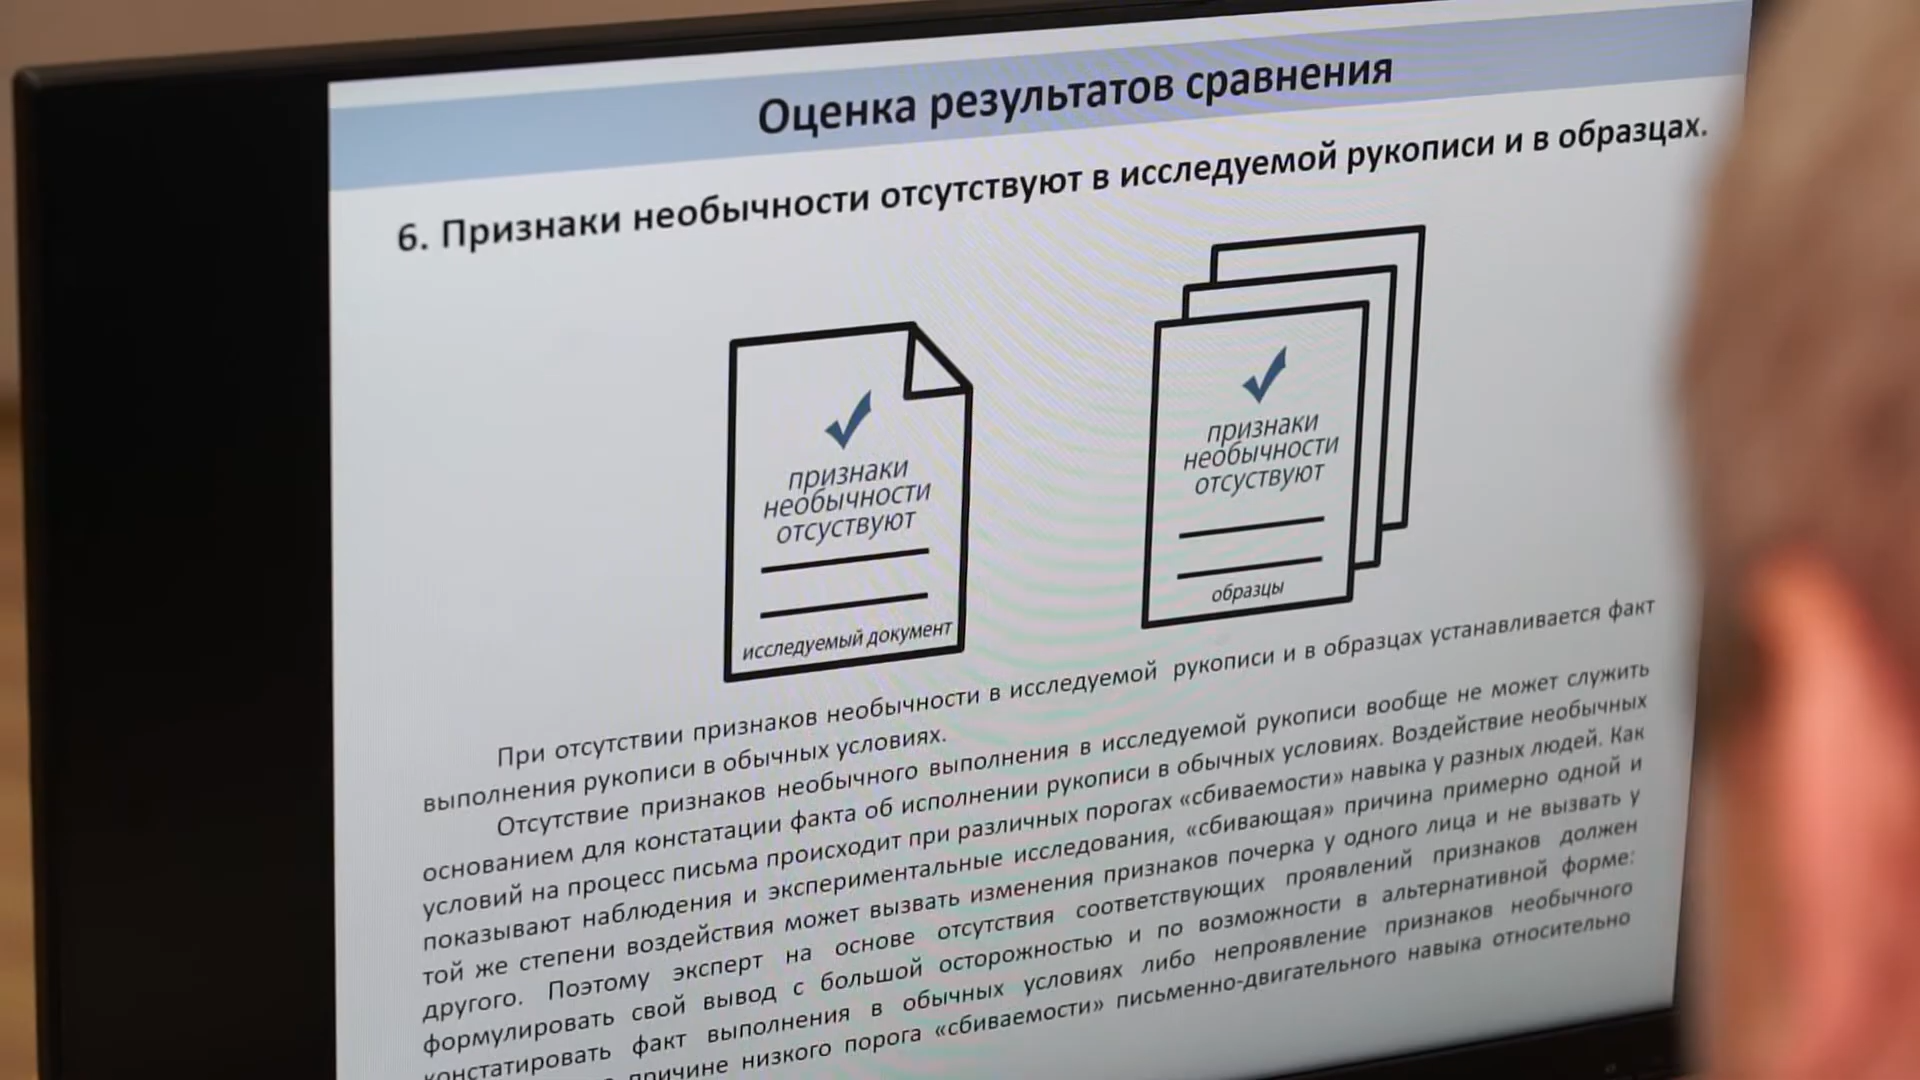 Оценка результатов сравнения
6. Признаки необычности отсутствуют в исследуемой рукописи и в образцах.
признаки
необычности
отсуствуют
исследуемый документ
признаки
необычности
отсуствуют
образцы
При отсутствии признаков необычности в исследуемой рукописи и в образцах устанавливается факт
выполнения рукописи в обычных условиях.
Отсутствие признаков необычного выполнения в исследуемой рукописи вообще не может служить
основанием для констатации факта об исполнении рукописи в обычных условиях. Воздействие необычных
условий на процесс письма происходит при различных порогах «сбиваемости» навыка у разных людей. Как
показывают наблюдения и экспериментальные исследования, «сбивающая» причина примерно одной и
той же степени воздействия может вызвать изменения признаков почерка у одного лица и не вызвать у
другого. Поэтому эксперт на основе отсутствия соответствующих проявлений признаков должен
формулировать свой вывод с большой осторожностью и по возможности в альтернативной форме:
констатировать факт выполнения в обычных условиях либо непроявление признаков необычного
причине низкого порога «сбиваемости» письменно-двигательного навыка относительно